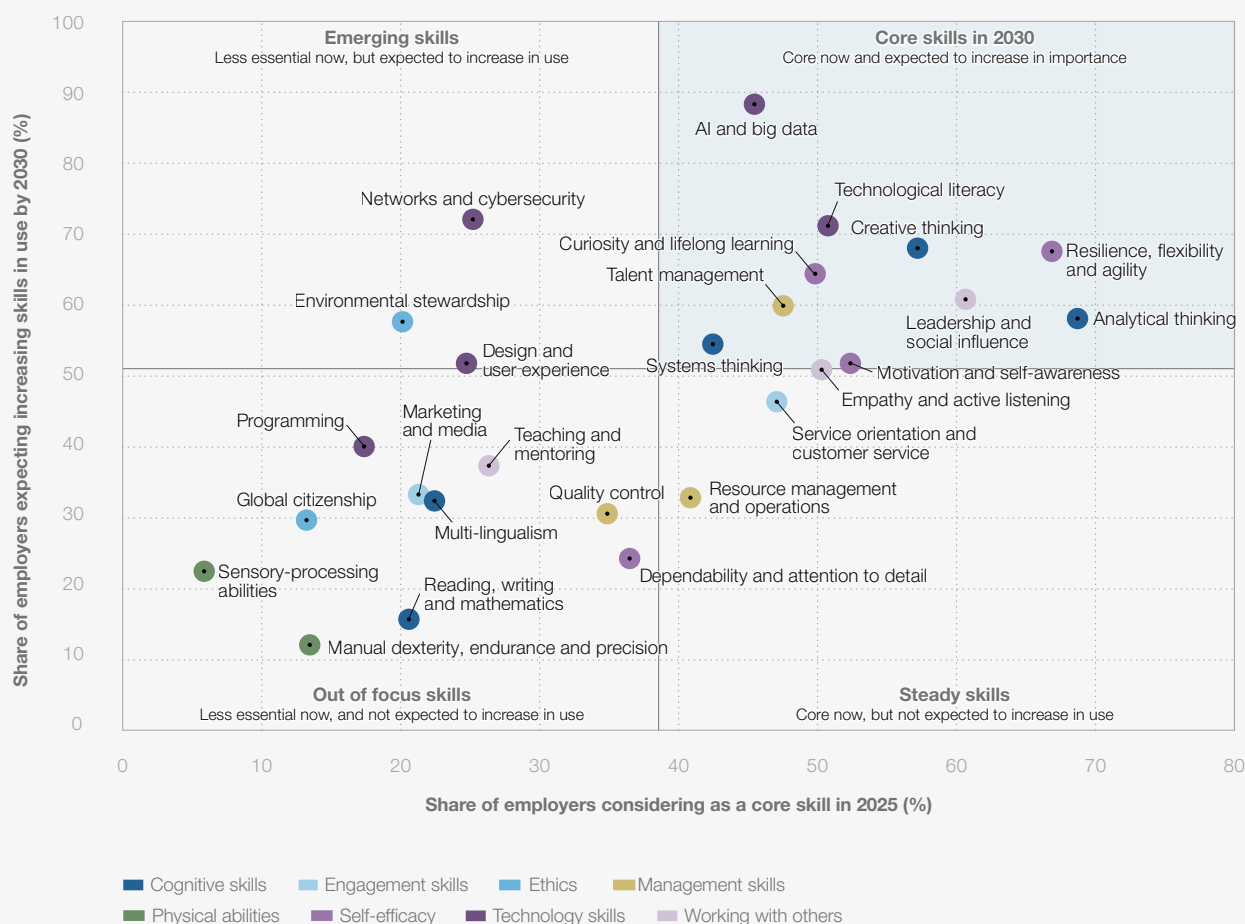 100
90
80
70
60
50
40
30
20
10
0
Share of employers expecting increasing skills in use by 2030 (%)
Emerging skills
Less essential now, but expected to increase in use
Core skills in 2030
Core now and expected to increase in importance
AI and big data
Technological literacy
Networks and cybersecurity
Creative thinking
Curiosity and lifelong learning
Resilience, flexibility
and agility
Talent management
Environmental stewardship
Leadership and
social influence
Analytical thinking
Design and
user experience
Systems thinking
Motivation and self-awareness
Empathy and active listening
Programming
Marketing
and media
Teaching and
mentoring
Service orientation and
customer service
Global citizenship
Quality control
Resource management
and operations
Multi-lingualism
Sensory-processing
abilities
Reading, writing
and mathematics
Dependability and attention to detail
Manual dexterity, endurance and precision
Out of focus skills
Less essential now, and not expected to increase in use
Steady skills
Core now, but not expected to increase in use
0 10 20 30 40 50 60 70 80
Share of employers considering as a core skill in 2025 (%)
Cognitive skills Engagement skills Ethics Management skills
Physical abilities Self-efficacy Technology skills Working with others